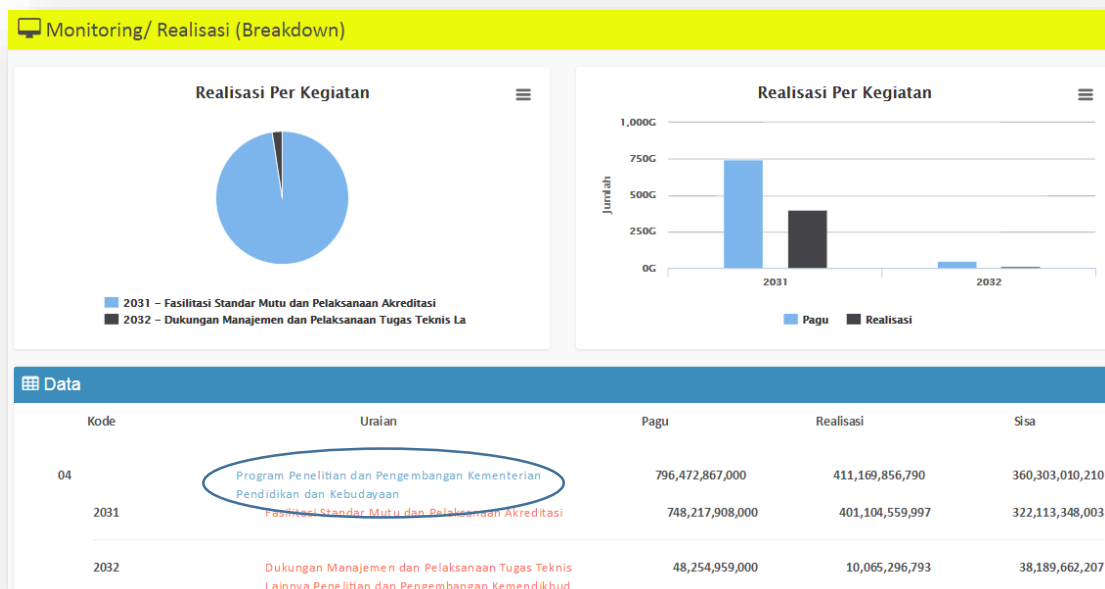 Monitoring/ Realisasi (Breakdown)
Realisasi Per Kegiatan
2031 – Fasilitasi Standar Mutu dan Pelaksanaan Akreditasi
2032 – Dukungan Manajemen dan Pelaksanaan Tugas Teknis La
Realisasi Per Kegiatan
Jumlah
1,000G
750G
500G
250G
0G
2031 2032
Pagu Realisasi
Data
Kode Uraian Pagu Realisasi Sisa
04 Program Penelitian dan Pengembangan Kementerian 796,472,867,000 411,169,856,790 360,303,010,210
Pendidikan dan Kebudayaan
2031 Fasilitasi Standar Mutu dan Pelaksanaan Akreditasi 748,217,908,000 401,104,559,997 322,113,348,003
2032 Dukungan Manajemen dan Pelaksanaan Tugas Teknis 48,254,959,000 10,065,296,793 38,189,662,207
Lainnya Penelitian dan Pengembangan Kemendikbud